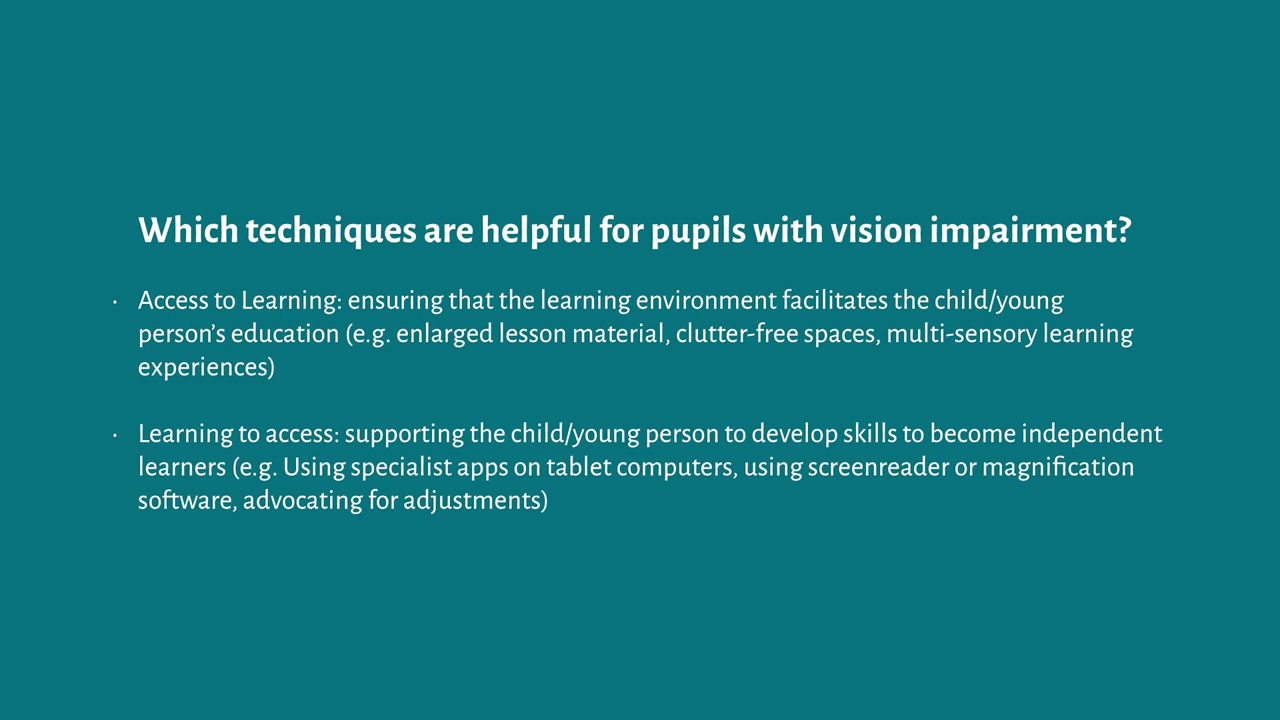 Which techniques are helpful for pupils with vision impairment?
· Access to Learning: ensuring that the learning environment facilitates the child/young
person’s education (e.g. enlarged lesson material, clutter-free spaces, multi-sensory learning
experiences)
· Learning to access: supporting the child/young person to develop skills to become independent
learners (e.g. Using specialist apps on tablet computers, using screenreader or magnification
software, advocating for adjustments)